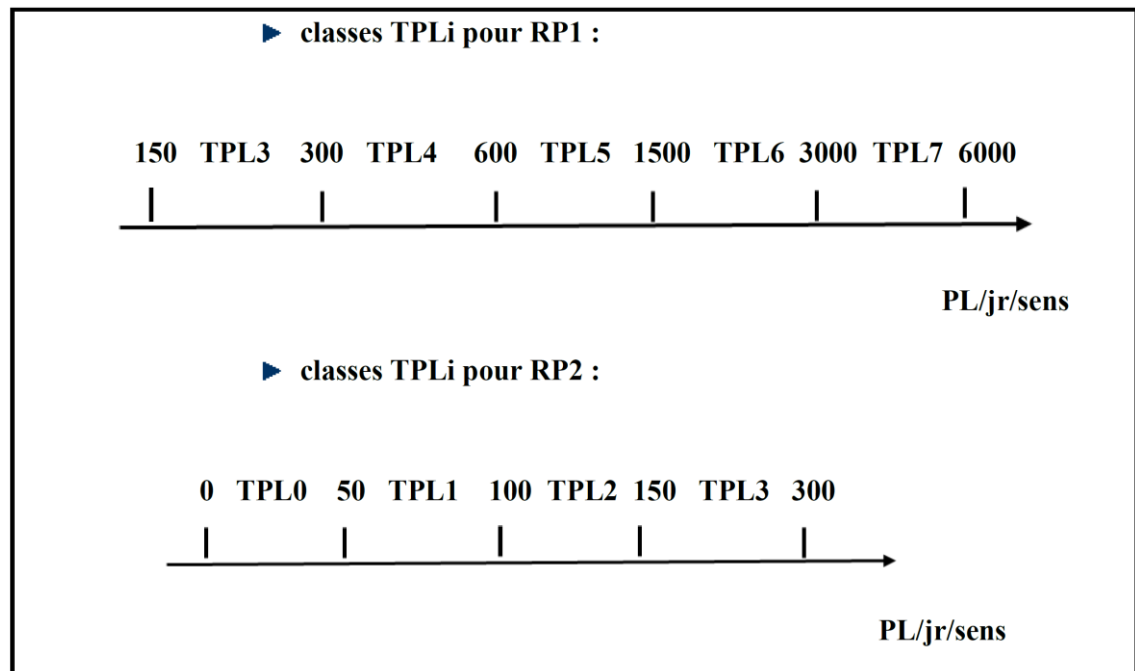 classes TPLi pour RP1 :
150 TPL3 300 TPL4 600 TPL5 1500 TPL6 3000 TPL7 6000
PL/jr/sens
classes TPLi pour RP2 :
0 TPL0 50 TPL1 100 TPL2 150 TPL3 300
PL/jr/sens